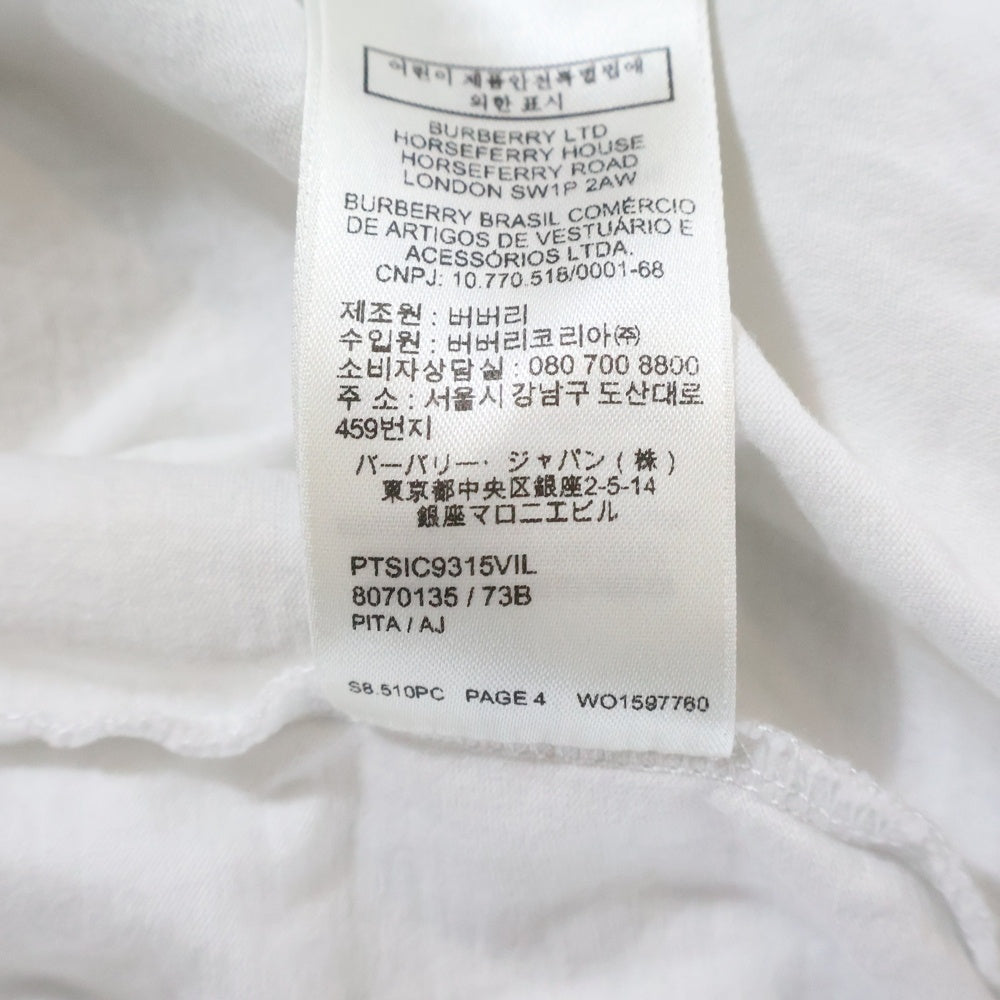 어린이 제품안전특별법에
의한 표시
BURBERRY LTD
HORSEFERRY HOUSE
HORSEFERRY ROAD
LONDON SW1P 2AW
BURBERRY BRASIL COMÉRCIO
DE ARTIGOS DE VESTUÁRIO E
ACESSÓRIOS LTDA.
CNPJ: 10.770.518/0001-68
제조원 : 버버리
수입원 : 버버리코리아㈜
소비자상담실 : 080 700 8800
주 소 : 서울시 강남구 도산대로
459번지
バーバリー・ジャパン ( 株 )
東京都中央区銀座2-5-14
銀座マロニエビル
PTSIC9315VIL
8070135 / 73B
PITA / AJ
S8.510PC PAGE 4 WO1597760